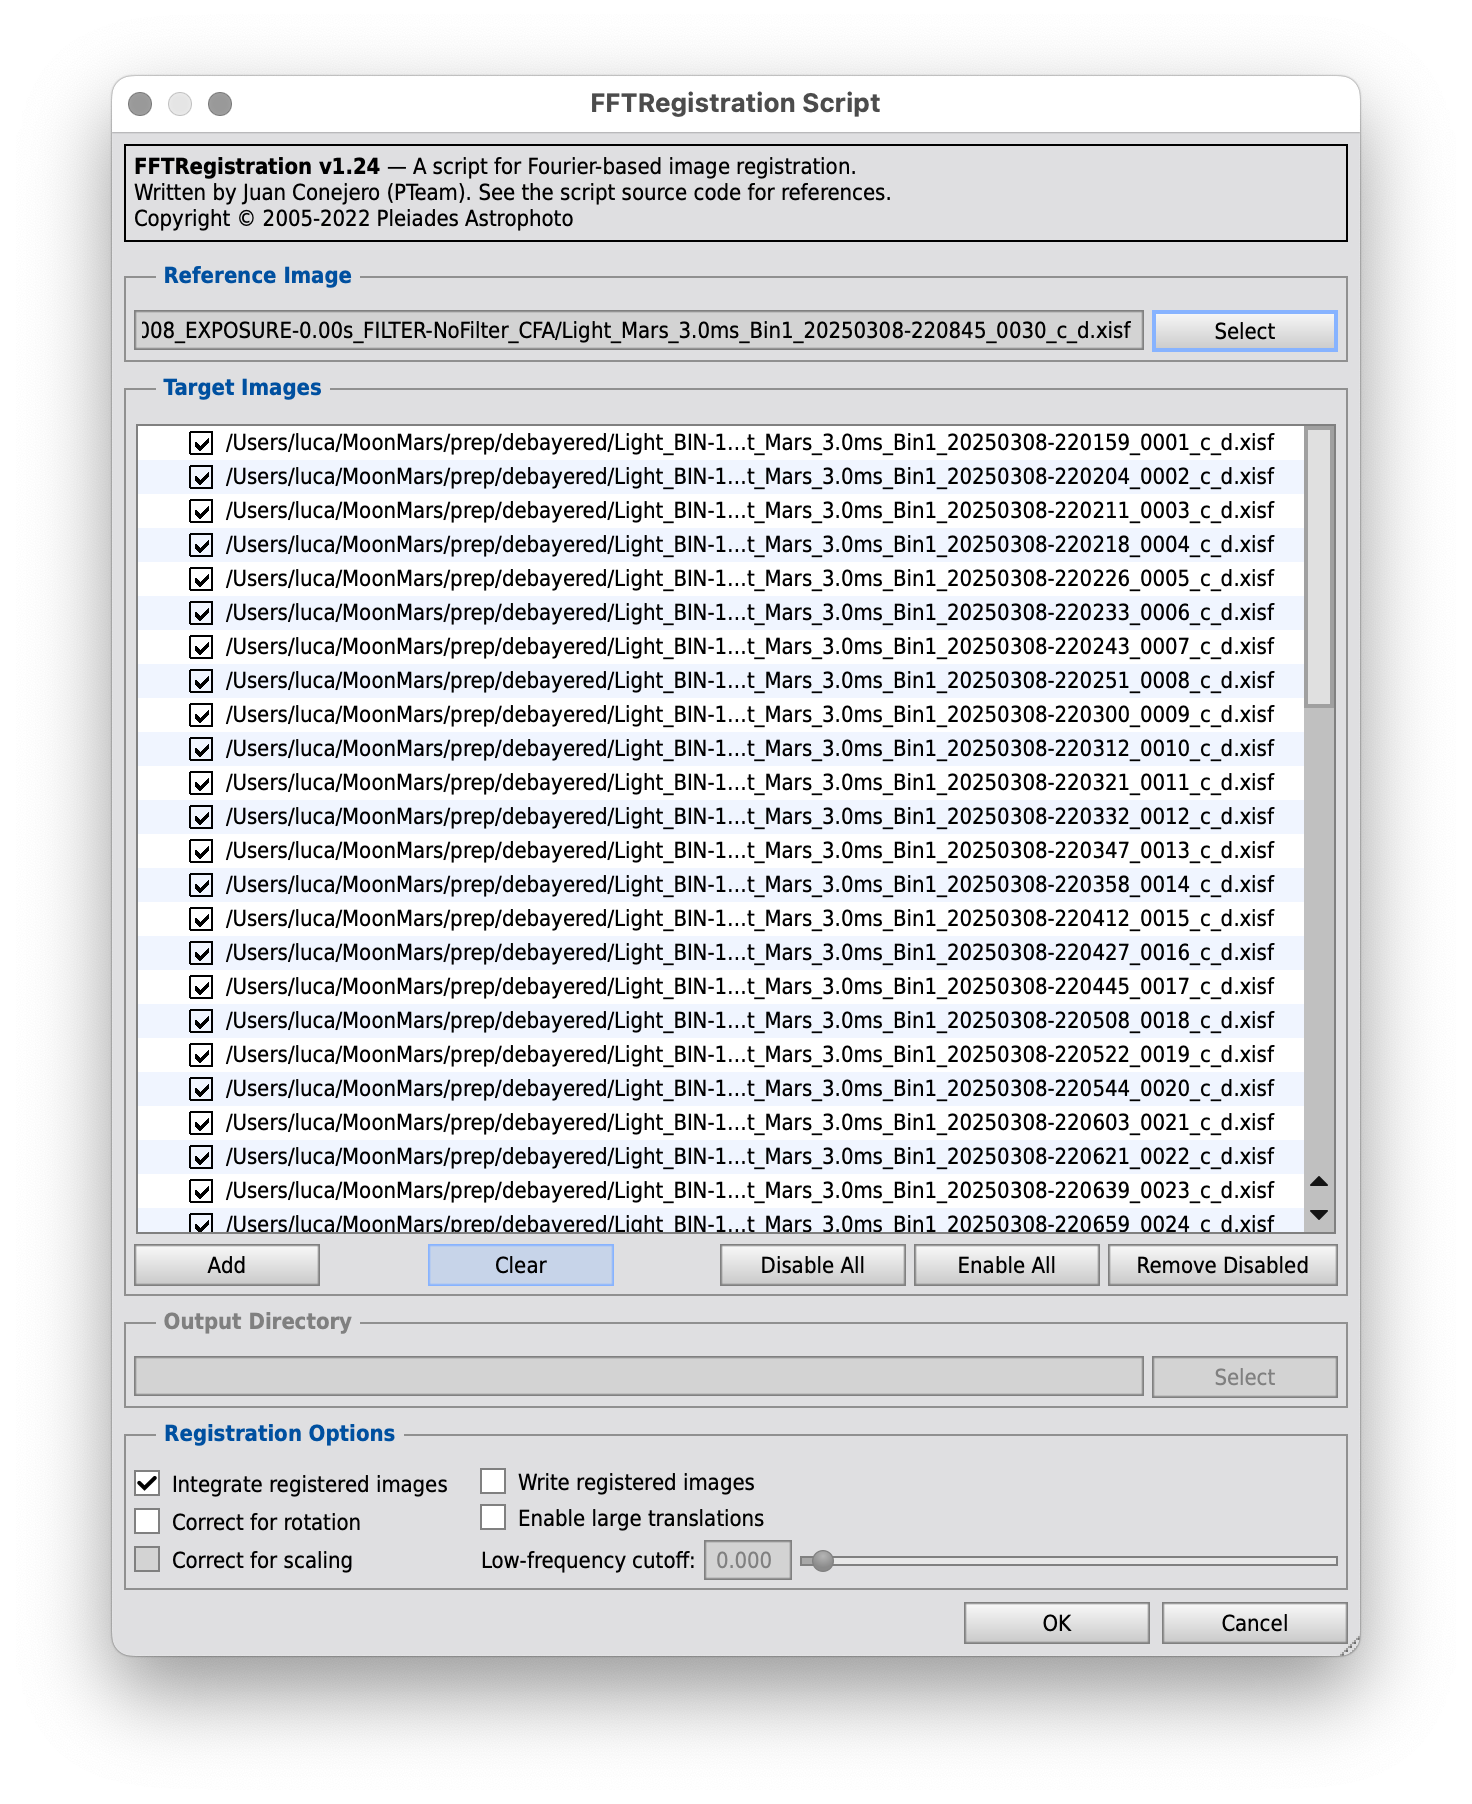 FFTRegistration Script
FFTRegistration v1.24 — A script for Fourier-based image registration.
Written by Juan Conejero (PTeam). See the script source code for references.
Copyright © 2005-2022 Pleiades Astrophoto
Reference Image
008_EXPOSURE-0.00s_FILTER-NoFilter_CFA/Light_Mars_3.0ms_Bin1_20250308-220845_0030_c_d.xisf
Select
Target Images
/Users/luca/MoonMars/prep/debayered/Light_BIN-1...t_Mars_3.0ms_Bin1_20250308-220159_0001_c_d.xisf
/Users/luca/MoonMars/prep/debayered/Light_BIN-1...t_Mars_3.0ms_Bin1_20250308-220204_0002_c_d.xisf
/Users/luca/MoonMars/prep/debayered/Light_BIN-1...t_Mars_3.0ms_Bin1_20250308-220211_0003_c_d.xisf
/Users/luca/MoonMars/prep/debayered/Light_BIN-1...t_Mars_3.0ms_Bin1_20250308-220218_0004_c_d.xisf
/Users/luca/MoonMars/prep/debayered/Light_BIN-1...t_Mars_3.0ms_Bin1_20250308-220226_0005_c_d.xisf
/Users/luca/MoonMars/prep/debayered/Light_BIN-1...t_Mars_3.0ms_Bin1_20250308-220233_0006_c_d.xisf
/Users/luca/MoonMars/prep/debayered/Light_BIN-1...t_Mars_3.0ms_Bin1_20250308-220243_0007_c_d.xisf
/Users/luca/MoonMars/prep/debayered/Light_BIN-1...t_Mars_3.0ms_Bin1_20250308-220251_0008_c_d.xisf
/Users/luca/MoonMars/prep/debayered/Light_BIN-1...t_Mars_3.0ms_Bin1_20250308-220300_0009_c_d.xisf
/Users/luca/MoonMars/prep/debayered/Light_BIN-1...t_Mars_3.0ms_Bin1_20250308-220312_0010_c_d.xisf
/Users/luca/MoonMars/prep/debayered/Light_BIN-1...t_Mars_3.0ms_Bin1_20250308-220321_0011_c_d.xisf
/Users/luca/MoonMars/prep/debayered/Light_BIN-1...t_Mars_3.0ms_Bin1_20250308-220332_0012_c_d.xisf
/Users/luca/MoonMars/prep/debayered/Light_BIN-1...t_Mars_3.0ms_Bin1_20250308-220347_0013_c_d.xisf
/Users/luca/MoonMars/prep/debayered/Light_BIN-1...t_Mars_3.0ms_Bin1_20250308-220358_0014_c_d.xisf
/Users/luca/MoonMars/prep/debayered/Light_BIN-1...t_Mars_3.0ms_Bin1_20250308-220412_0015_c_d.xisf
/Users/luca/MoonMars/prep/debayered/Light_BIN-1...t_Mars_3.0ms_Bin1_20250308-220427_0016_c_d.xisf
/Users/luca/MoonMars/prep/debayered/Light_BIN-1...t_Mars_3.0ms_Bin1_20250308-220445_0017_c_d.xisf
/Users/luca/MoonMars/prep/debayered/Light_BIN-1...t_Mars_3.0ms_Bin1_20250308-220508_0018_c_d.xisf
/Users/luca/MoonMars/prep/debayered/Light_BIN-1...t_Mars_3.0ms_Bin1_20250308-220522_0019_c_d.xisf
/Users/luca/MoonMars/prep/debayered/Light_BIN-1...t_Mars_3.0ms_Bin1_20250308-220544_0020_c_d.xisf
/Users/luca/MoonMars/prep/debayered/Light_BIN-1...t_Mars_3.0ms_Bin1_20250308-220603_0021_c_d.xisf
/Users/luca/MoonMars/prep/debayered/Light_BIN-1...t_Mars_3.0ms_Bin1_20250308-220621_0022_c_d.xisf
/Users/luca/MoonMars/prep/debayered/Light_BIN-1...t_Mars_3.0ms_Bin1_20250308-220639_0023_c_d.xisf
/Users/luca/MoonMars/prep/debayered/Light_BIN-1...t_Mars_3.0ms_Bin1_20250308-220659_0024_c_d.xisf
Add
Clear
Disable All
Enable All
Remove Disabled
Output Directory
Select
Registration Options
Integrate registered images
Write registered images
Correct for rotation
Enable large translations
Correct for scaling
Low-frequency cutoff: 0.000
OK
Cancel